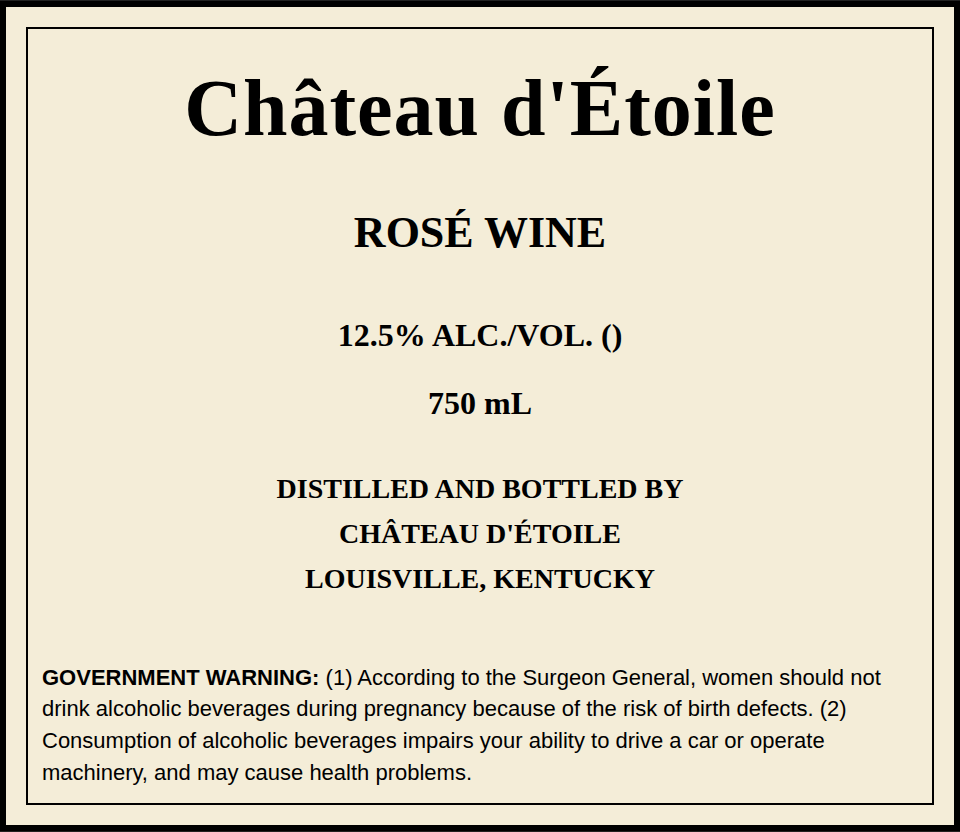 Château d'Étoile
ROSÉ WINE
12.5% ALC./VOL. ()
750 mL
DISTILLED AND BOTTLED BY
CHÂTEAU D'ÉTOILE
LOUISVILLE, KENTUCKY
GOVERNMENT WARNING: (1) According to the Surgeon General, women should not
drink alcoholic beverages during pregnancy because of the risk of birth defects. (2)
Consumption of alcoholic beverages impairs your ability to drive a car or operate
machinery, and may cause health problems.